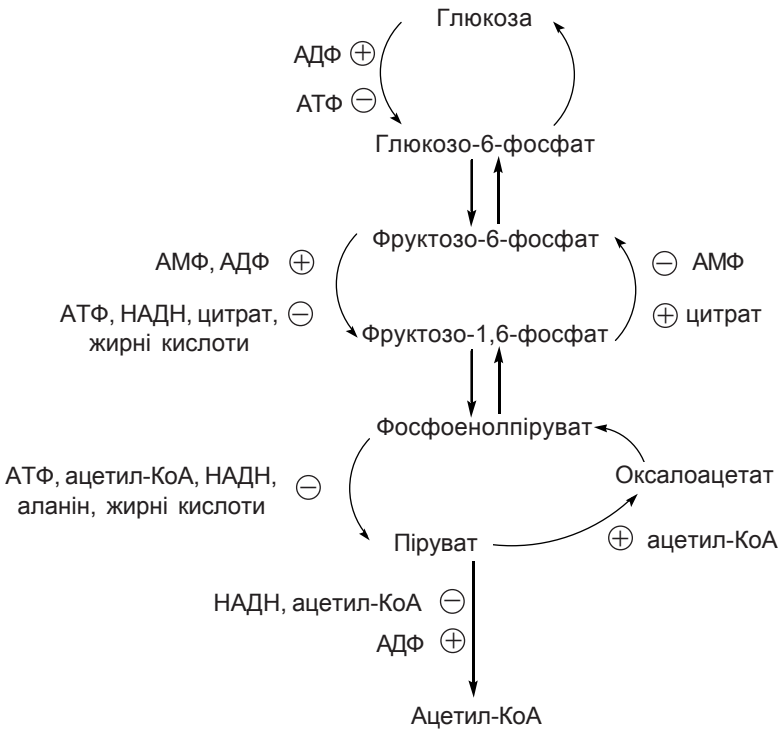 Глюкоза
АДФ ⊕
АТФ ⊖
Глюкозо-6-фосфат
Фруктозо-6-фосфат
АМФ, АДФ ⊕
⊖ АМФ
АТФ, НАДН, цитрат, ⊖
жирні кислоти
⊕ цитрат
Фруктозо-1,6-фосфат
Фосфоенолпіруват
АТФ, ацетил-КоА, НАДН, ⊖
аланін, жирні кислоти
Оксалоацетат
Піруват
⊕ ацетил-КоА
НАДН, ацетил-КоА ⊖
АДФ ⊕
Ацетил-КоА